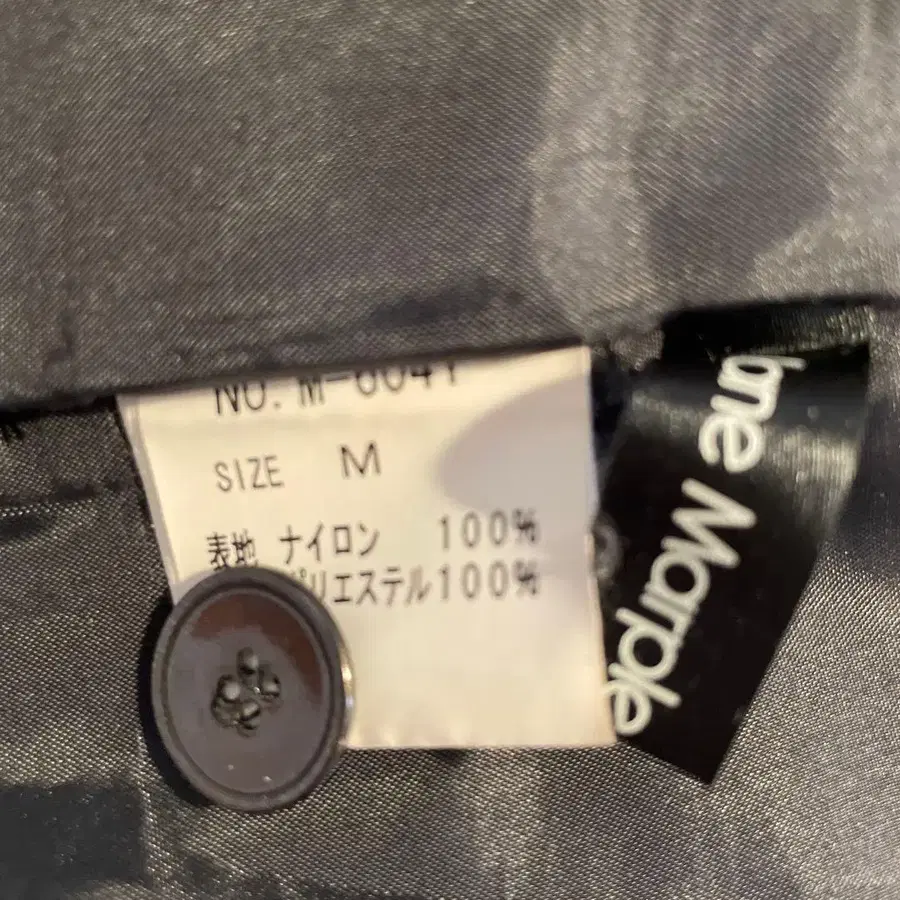 NO. M-6041
SIZE M
表地 ナイロン 100%
ポリエステル100%
Marple